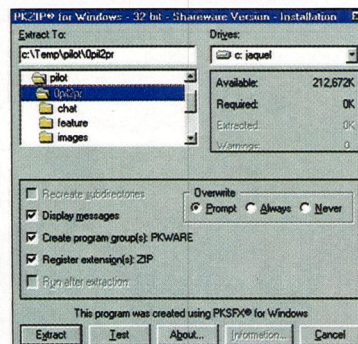 PKZIP® for Windows - 32 bit - Shareware Version - Installation
Extract To:
c:\Temp\pilot\0pil2pr
pilot
0pil2pr
chat
feature
images
Drives:
c: jaquel
Available: 212,672K
Required: 0K
Extracted: 0K
Warnings: 0
Recreate subdirectories
Display messages
Create program group(s): PKWARE
Register extension(s): ZIP
Run after extraction
Overwrite
Prompt Always Never
This program was created using PKSFX® for Windows
Extract Test About... Information... Cancel